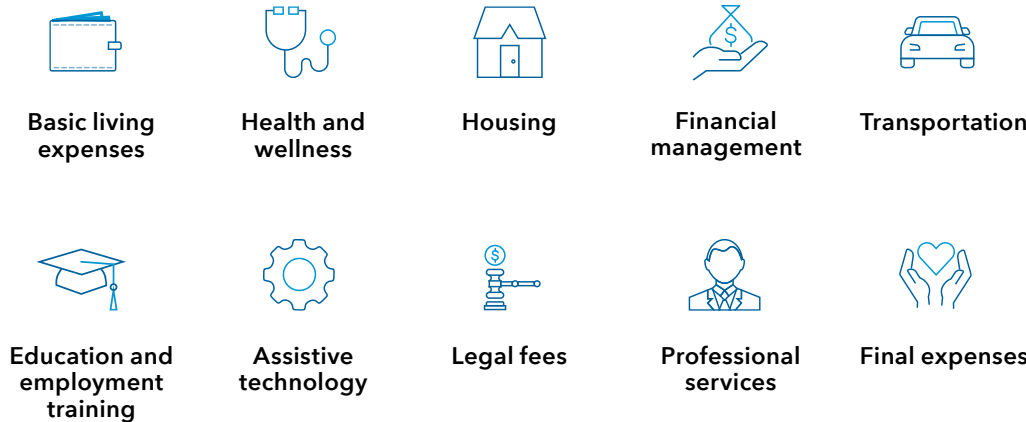 Basic living
expenses
Health and
wellness
Housing
Financial
management
Transportation
$
Education and
employment
training
Assistive
technology
Legal fees
Professional
services
Final expenses
$